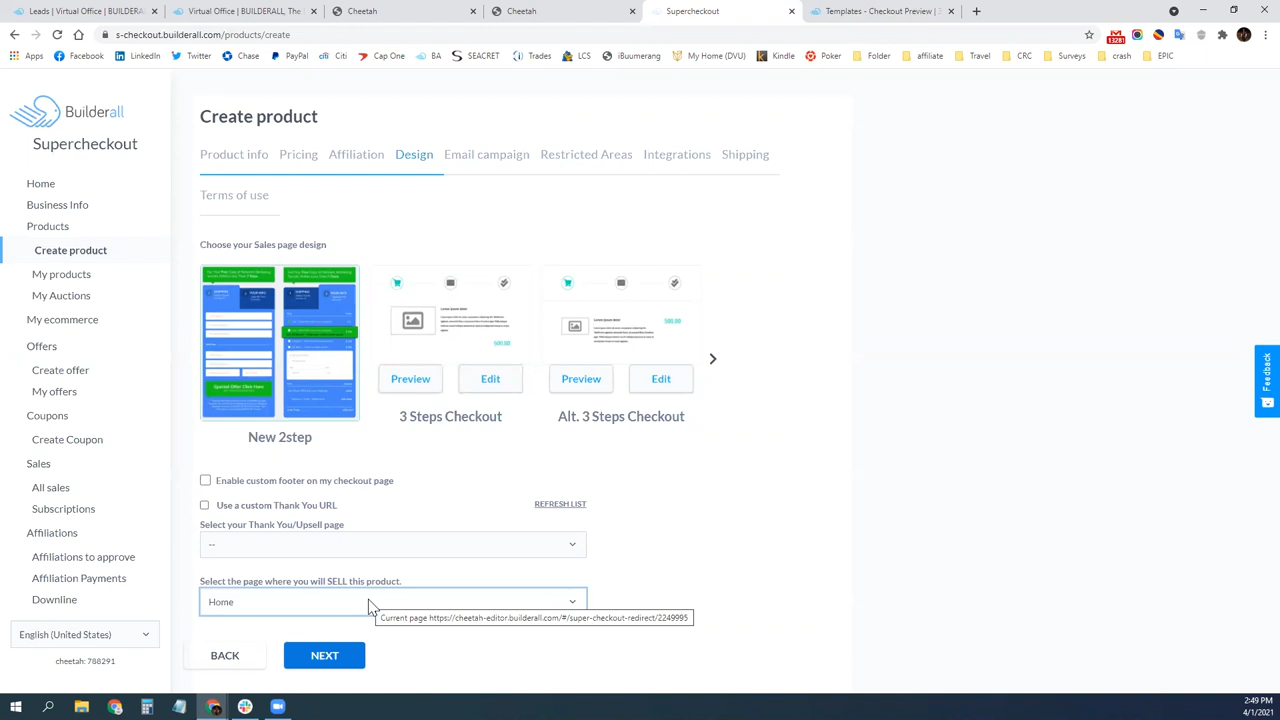 Leads | Virtual Office | BUILDERA
Virtual Office | BUILDERALL, The
Cheetah
Cheetah
Supercheckout
Templates - Checkout Preview | 3
s-checkout.builderall.com/products/create
Apps
Facebook
LinkedIn
Twitter
Chase
PayPal
Cap One
BA
SEACRET
Trades
LCS
iBuumerang
My Home (DVU)
Kindle
Poker
Folder
affiliate
Travel
CRC
Surveys
crash
EPIC
13281
Builderall
Supercheckout
Home
Business Info
Products
Create product
My products
My Auctions
My ecommerce
Offers
Create offer
My offers
Coupons
Create Coupon
Sales
All sales
Subscriptions
Affiliations
Affiliations to approve
Affiliation Payments
Downline
English (United States)
cheetah: 788291
Create product
Product info
Pricing
Affiliation
Design
Email campaign
Restricted Areas
Integrations
Shipping
Terms of use
Choose your Sales page design
$00.00
$00.00
Preview
Edit
Preview
Edit
New 2step
3 Steps Checkout
Alt. 3 Steps Checkout
Enable custom footer on my checkout page
Use a custom Thank You URL
REFRESH LIST
Select your Thank You/Upsell page
--
Select the page where you will SELL this product.
Home
Current page https://cheetah-editor.builderall.com/#/super-checkout-redirect/2249995
BACK
NEXT
Feedback
2:49 PM
4/1/2021